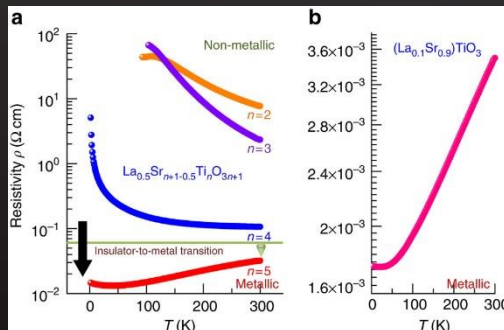 a
b
Resistivity ρ (Ω cm)
10²
10¹
10⁰
10⁻¹
10⁻²
Non-metallic
n=2
n=3
La₀.₅Srₙ₊₁₋₀.₅TiₙO₃ₙ₊₁
n=4
Insulator-to-metal transition
n=5
Metallic
0 100 200 300
T (K)
(La₀.₁Sr₀.₉)TiO₃
3.6×10⁻³
3.2×10⁻³
2.8×10⁻³
2.4×10⁻³
2×10⁻³
1.6×10⁻³
Metallic
0 100 200 300
T (K)